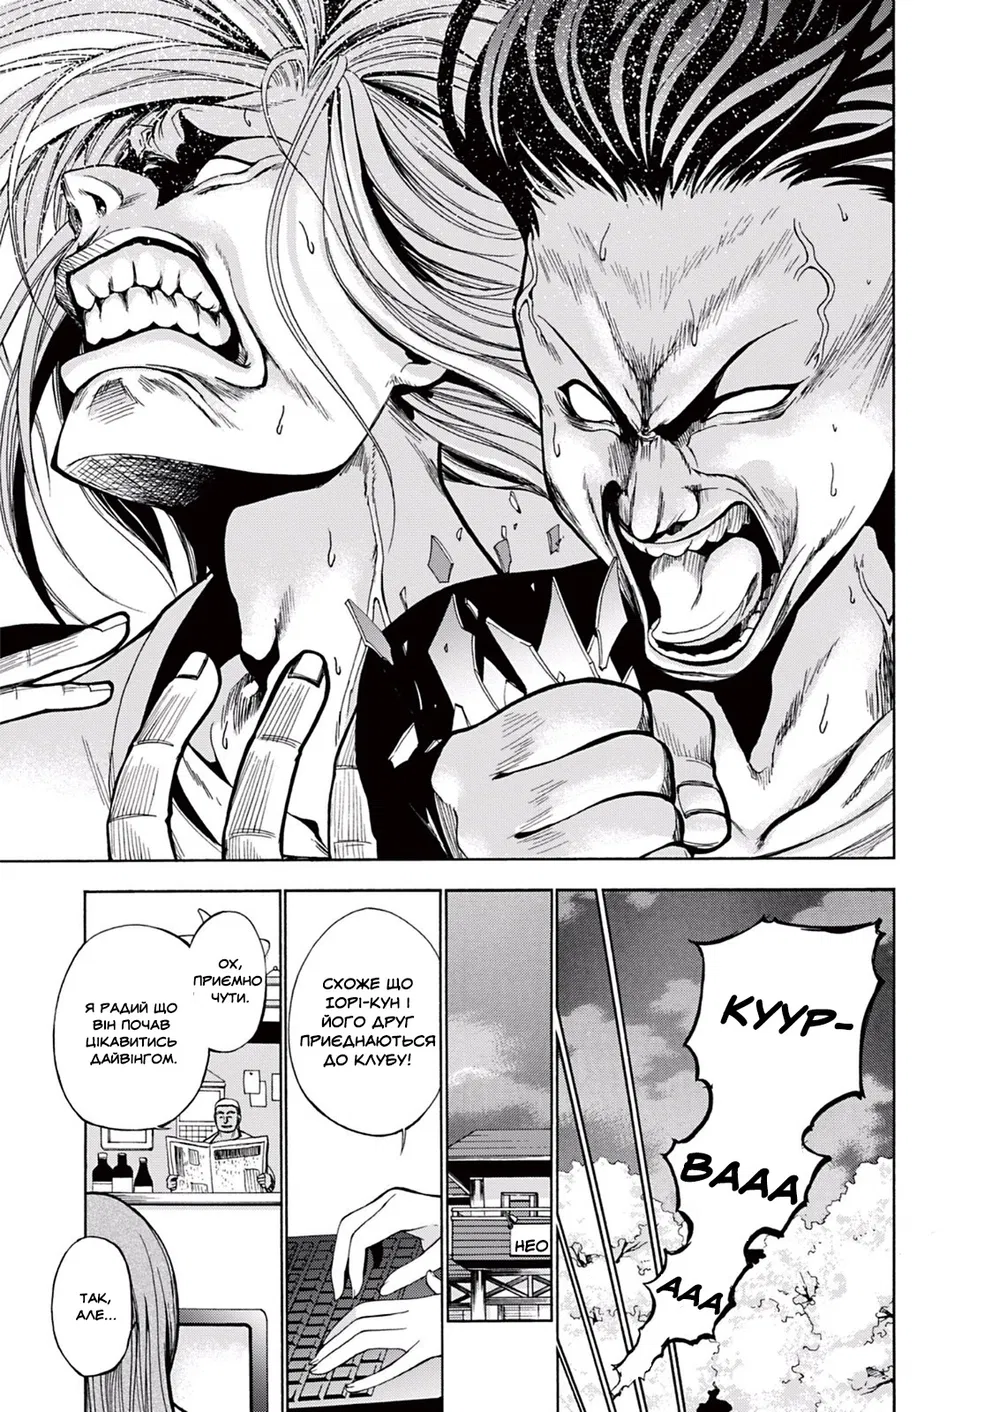 КУУР-
ВААА
ААА
НЕО
СХОЖЕ ЩО
ІОРІ-КУН І
ЙОГО ДРУГ
ПРИЄДНАЮТЬСЯ
ДО КЛУБУ!
ОХ,
ПРИЄМНО
ЧУТИ.
Я РАДИЙ ЩО
ВІН ПОЧАВ
ЦІКАВИТИСЬ
ДАЙВІНГОМ.
ТАК,
АЛЕ...